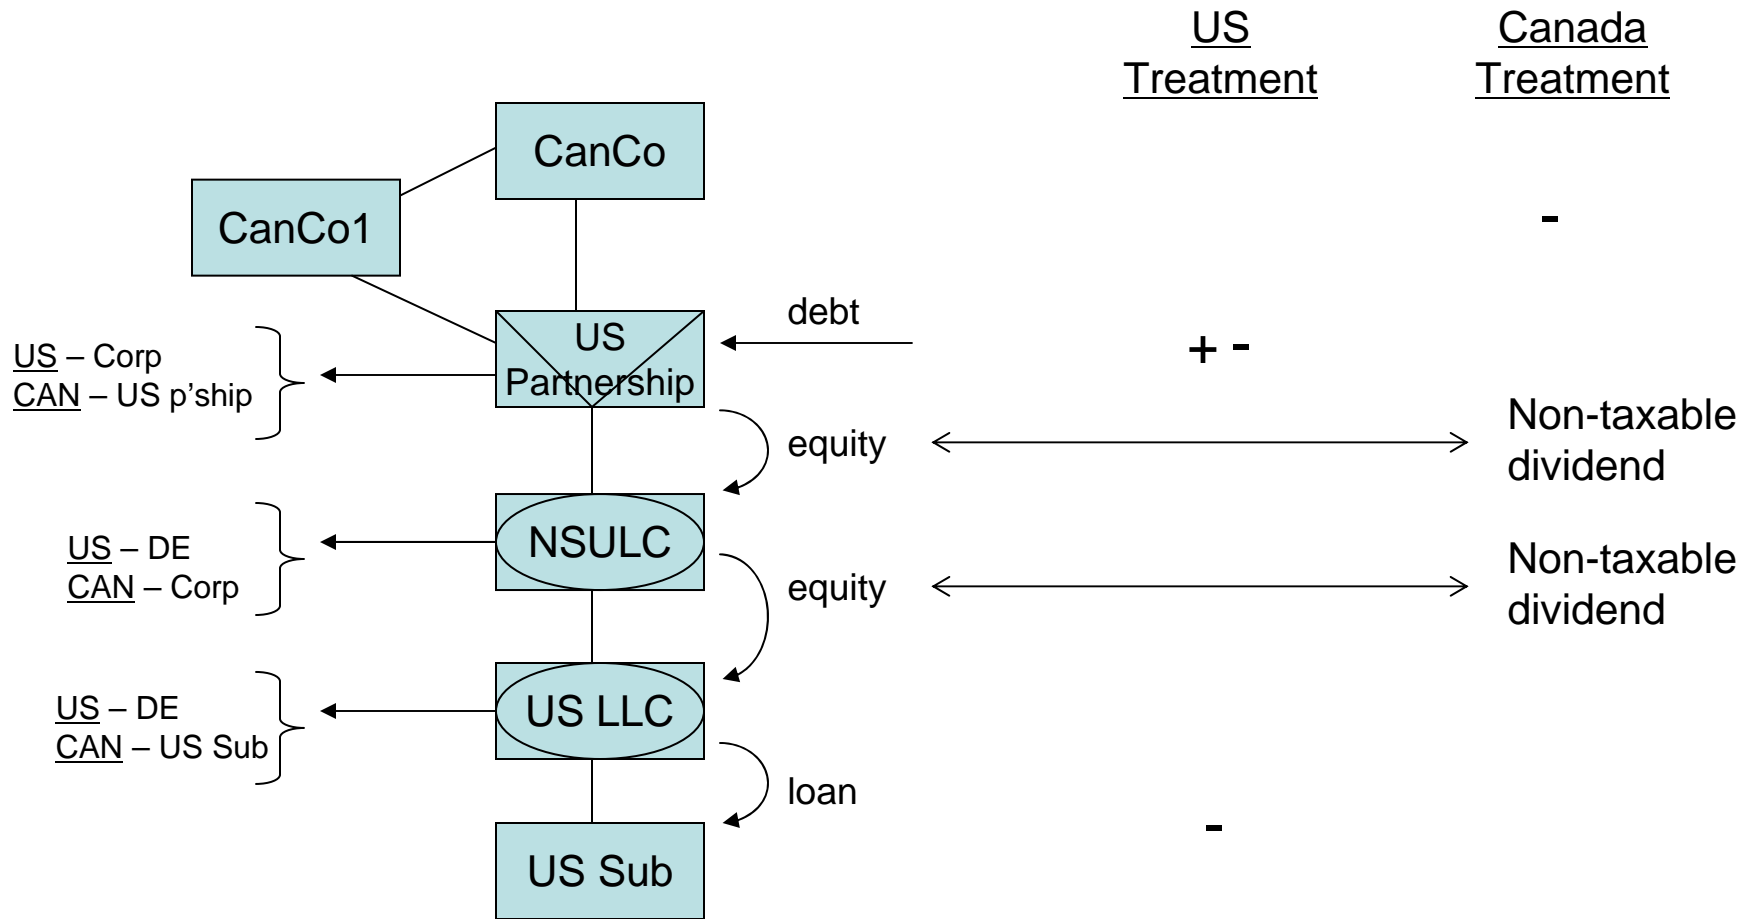 US
Treatment
Canada
Treatment
CanCo
CanCo1
-
debt
US
Partnership
+ -
US – Corp
CAN – US p'ship
equity
Non-taxable
dividend
NSULC
US – DE
CAN – Corp
equity
Non-taxable
dividend
US LLC
US – DE
CAN – US Sub
loan
-
US Sub